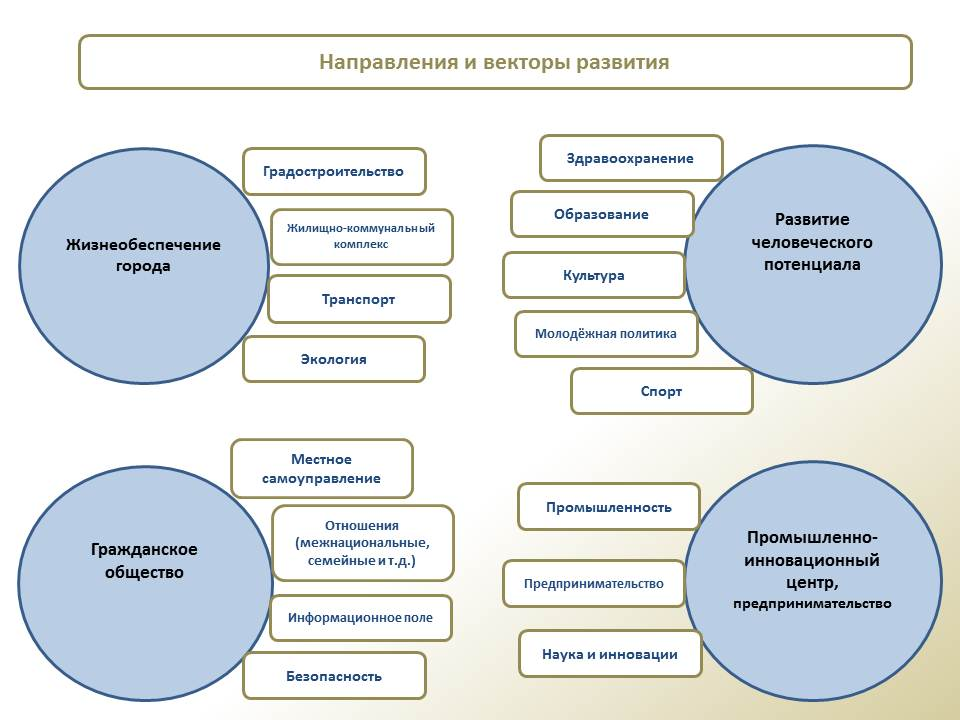 Направления и векторы развития
Жизнеобеспечение
города
Градостроительство
Жилищно-коммунальный
комплекс
Транспорт
Экология
Здравоохранение
Образование
Культура
Молодёжная политика
Спорт
Развитие
человеческого
потенциала
Гражданское
общество
Местное
самоуправление
Отношения
(межнациональные,
семейные и т.д.)
Информационное поле
Безопасность
Промышленность
Предпринимательство
Наука и инновации
Промышленно-
инновационный
центр,
предпринимательство